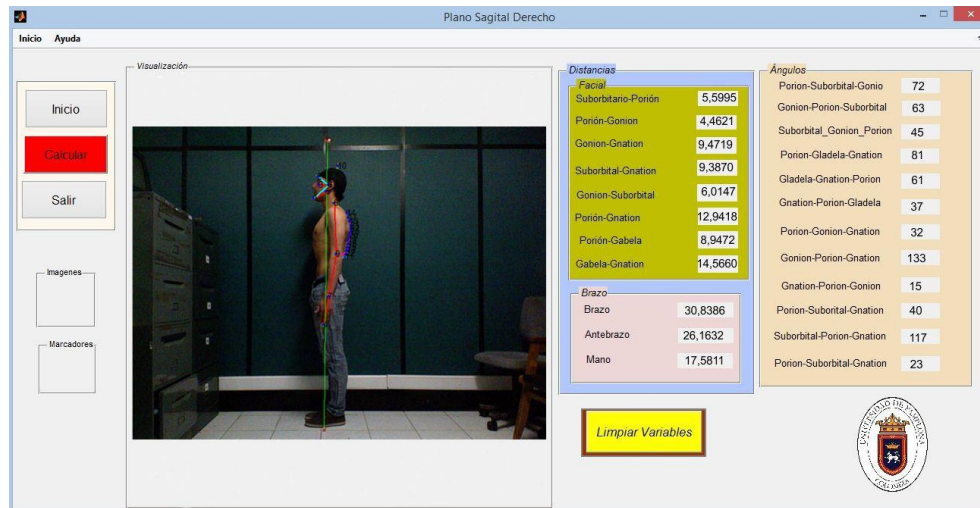 Plano Sagital Derecho
Inicio Ayuda
Inicio
Calcular
Salir
Imagenes
Marcadores
Visualización
Distancias
Facial
Suborbitario-Porión 5,5995
Porión-Gonion 4,4621
Gonion-Gnation 9,4719
Suborbital-Gnation 9,3870
Gonion-Suborbital 6,0147
Porión-Gnation 12,9418
Porión-Gabela 8,9472
Gabela-Gnation 14,5660
Brazo
Brazo 30,8386
Antebrazo 26,1632
Mano 17,5811
Limpiar Variables
Ángulos
Porion-Suborbital-Gonio 72
Gonion-Porion-Suborbital 63
Suborbital_Gonion_Porion 45
Porion-Gladela-Gnation 81
Gladela-Gnation-Porion 61
Gnation-Porion-Gladela 37
Porion-Gonion-Gnation 32
Gonion-Porion-Gnation 133
Gnation-Porion-Gonion 15
Porion-Suborital-Gnation 40
Suborbital-Porion-Gnation 117
Porion-Suborbital-Gnation 23
UNIVERSIDAD DE PAMPLONA
COLOMBIA